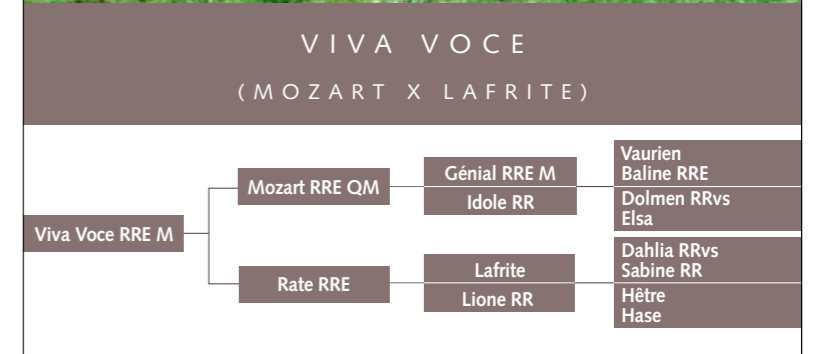 VIVA VOCE
(MOZART X LAFRITE)
Viva Voce RRE M
Mozart RRE QM
Rate RRE
Génial RRE M
Idole RR
Lafrite
Lione RR
Vaurien
Baline RRE
Dolmen RRvs
Elsa
Dahlia RRvs
Sabine RR
Hêtre
Hase